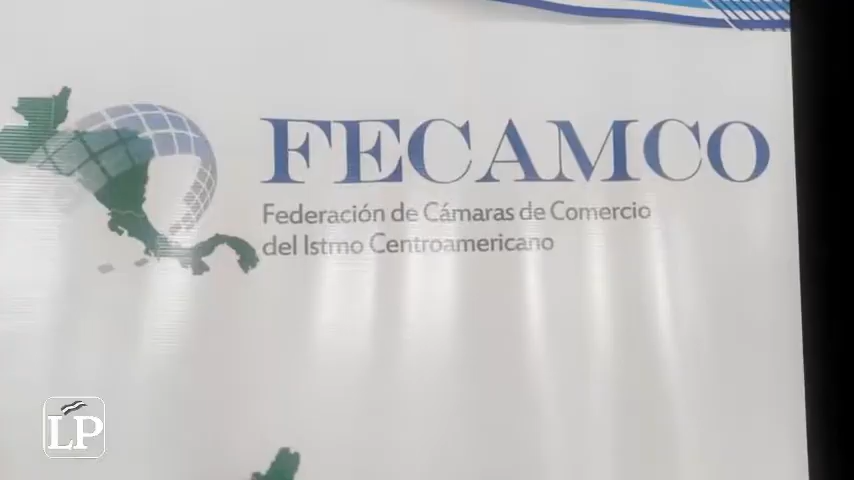 FECAMCO
Federación de Cámaras de Comercio
del Istmo Centroamericano
LP